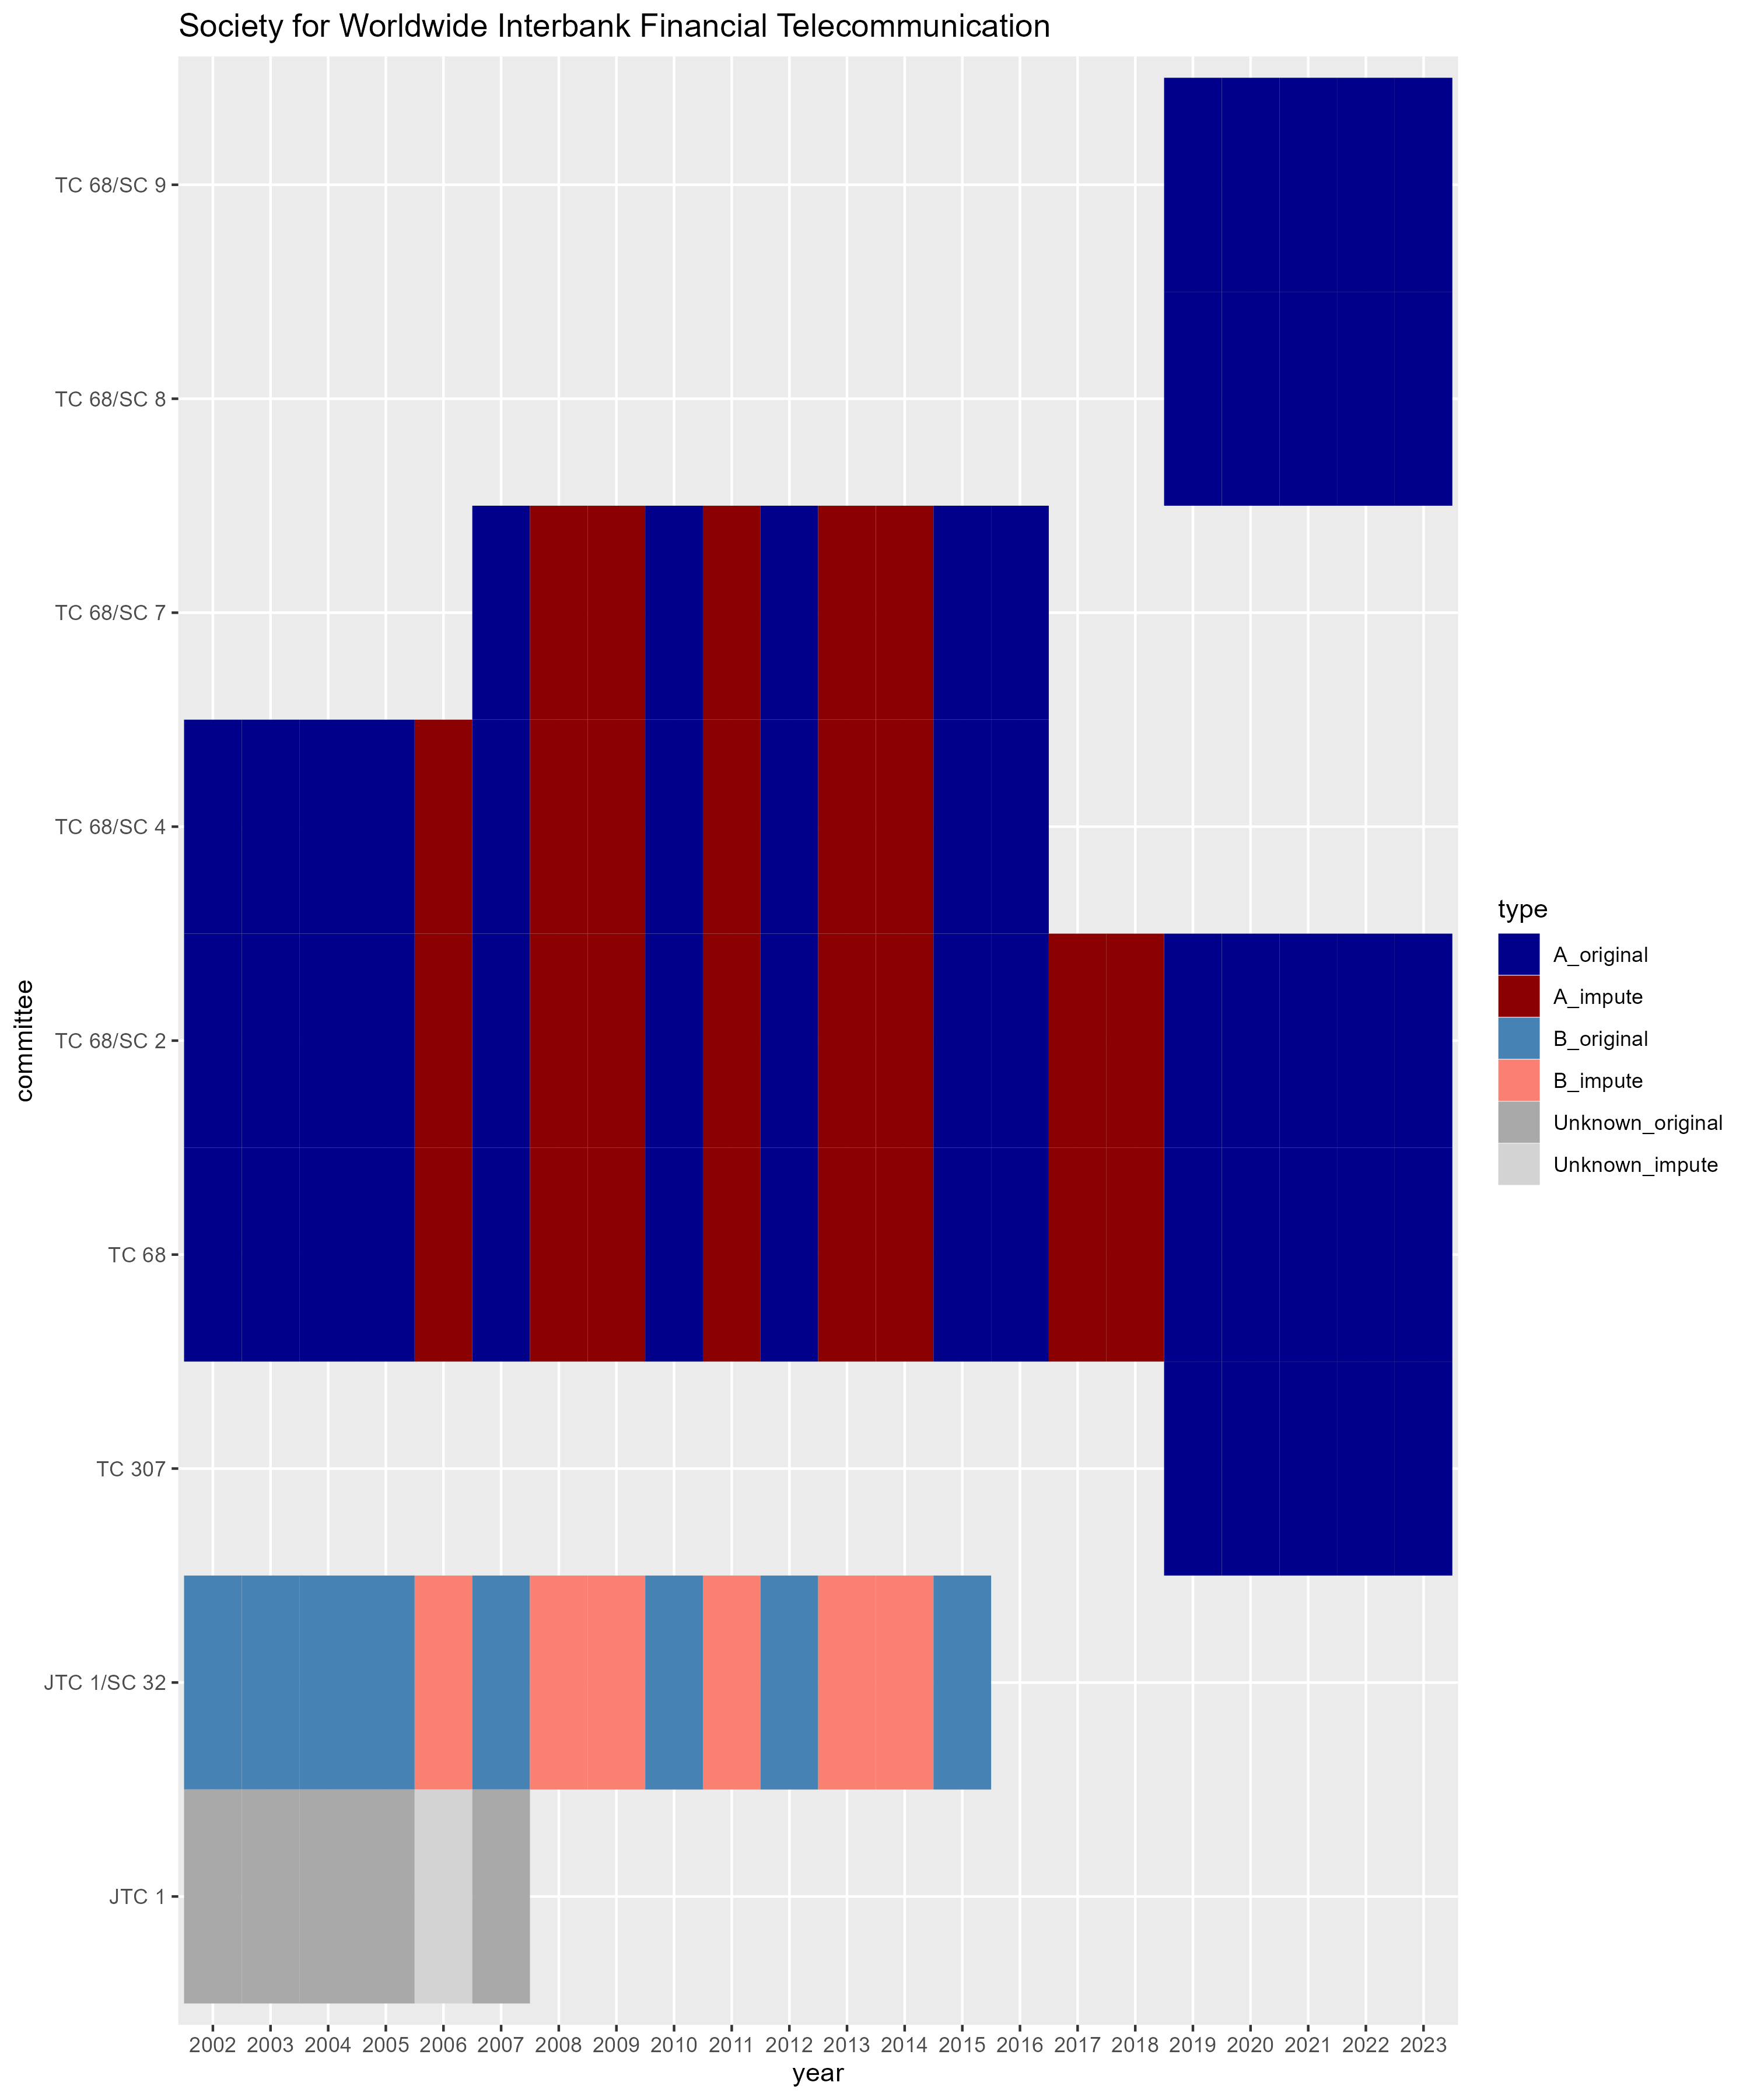 Society for Worldwide Interbank Financial Telecommunication
committee
TC 68/SC 9
TC 68/SC 8
TC 68/SC 7
TC 68/SC 4
TC 68/SC 2
TC 68
TC 307
JTC 1/SC 32
JTC 1
2002 2003 2004 2005 2006 2007 2008 2009 2010 2011 2012 2013 2014 2015 2016 2017 2018 2019 2020 2021 2022 2023
year
type
A_original
A_impute
B_original
B_impute
Unknown_original
Unknown_impute